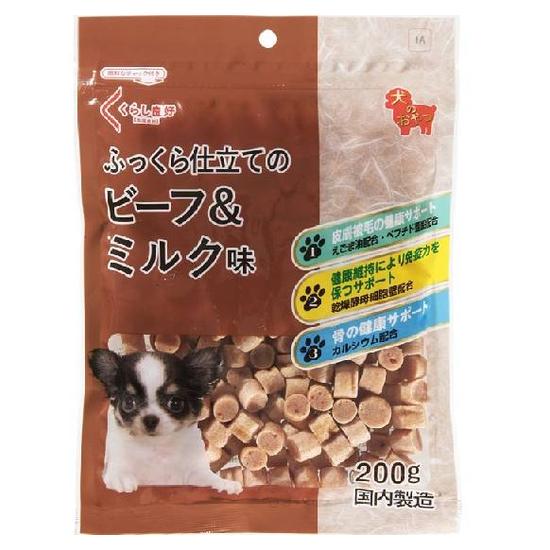 くらし良好
ふっくら仕立ての
ビーフ&
ミルク味
1A
犬の
おやつ
皮膚被毛の健康サポート
1
えごま油配合・ペプチド亜鉛配合
健康維持により免疫力を
保つサポート
2
乾燥酵母細胞壁配合
骨の健康サポート
3
カルシウム配合
200g
国内製造